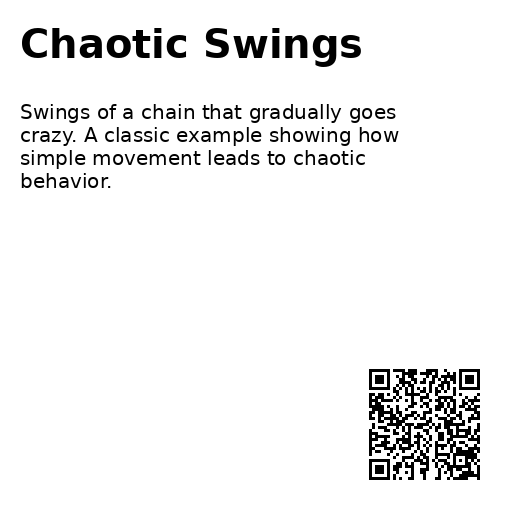 Chaotic Swings
Swings of a chain that gradually goes
crazy. A classic example showing how
simple movement leads to chaotic
behavior.